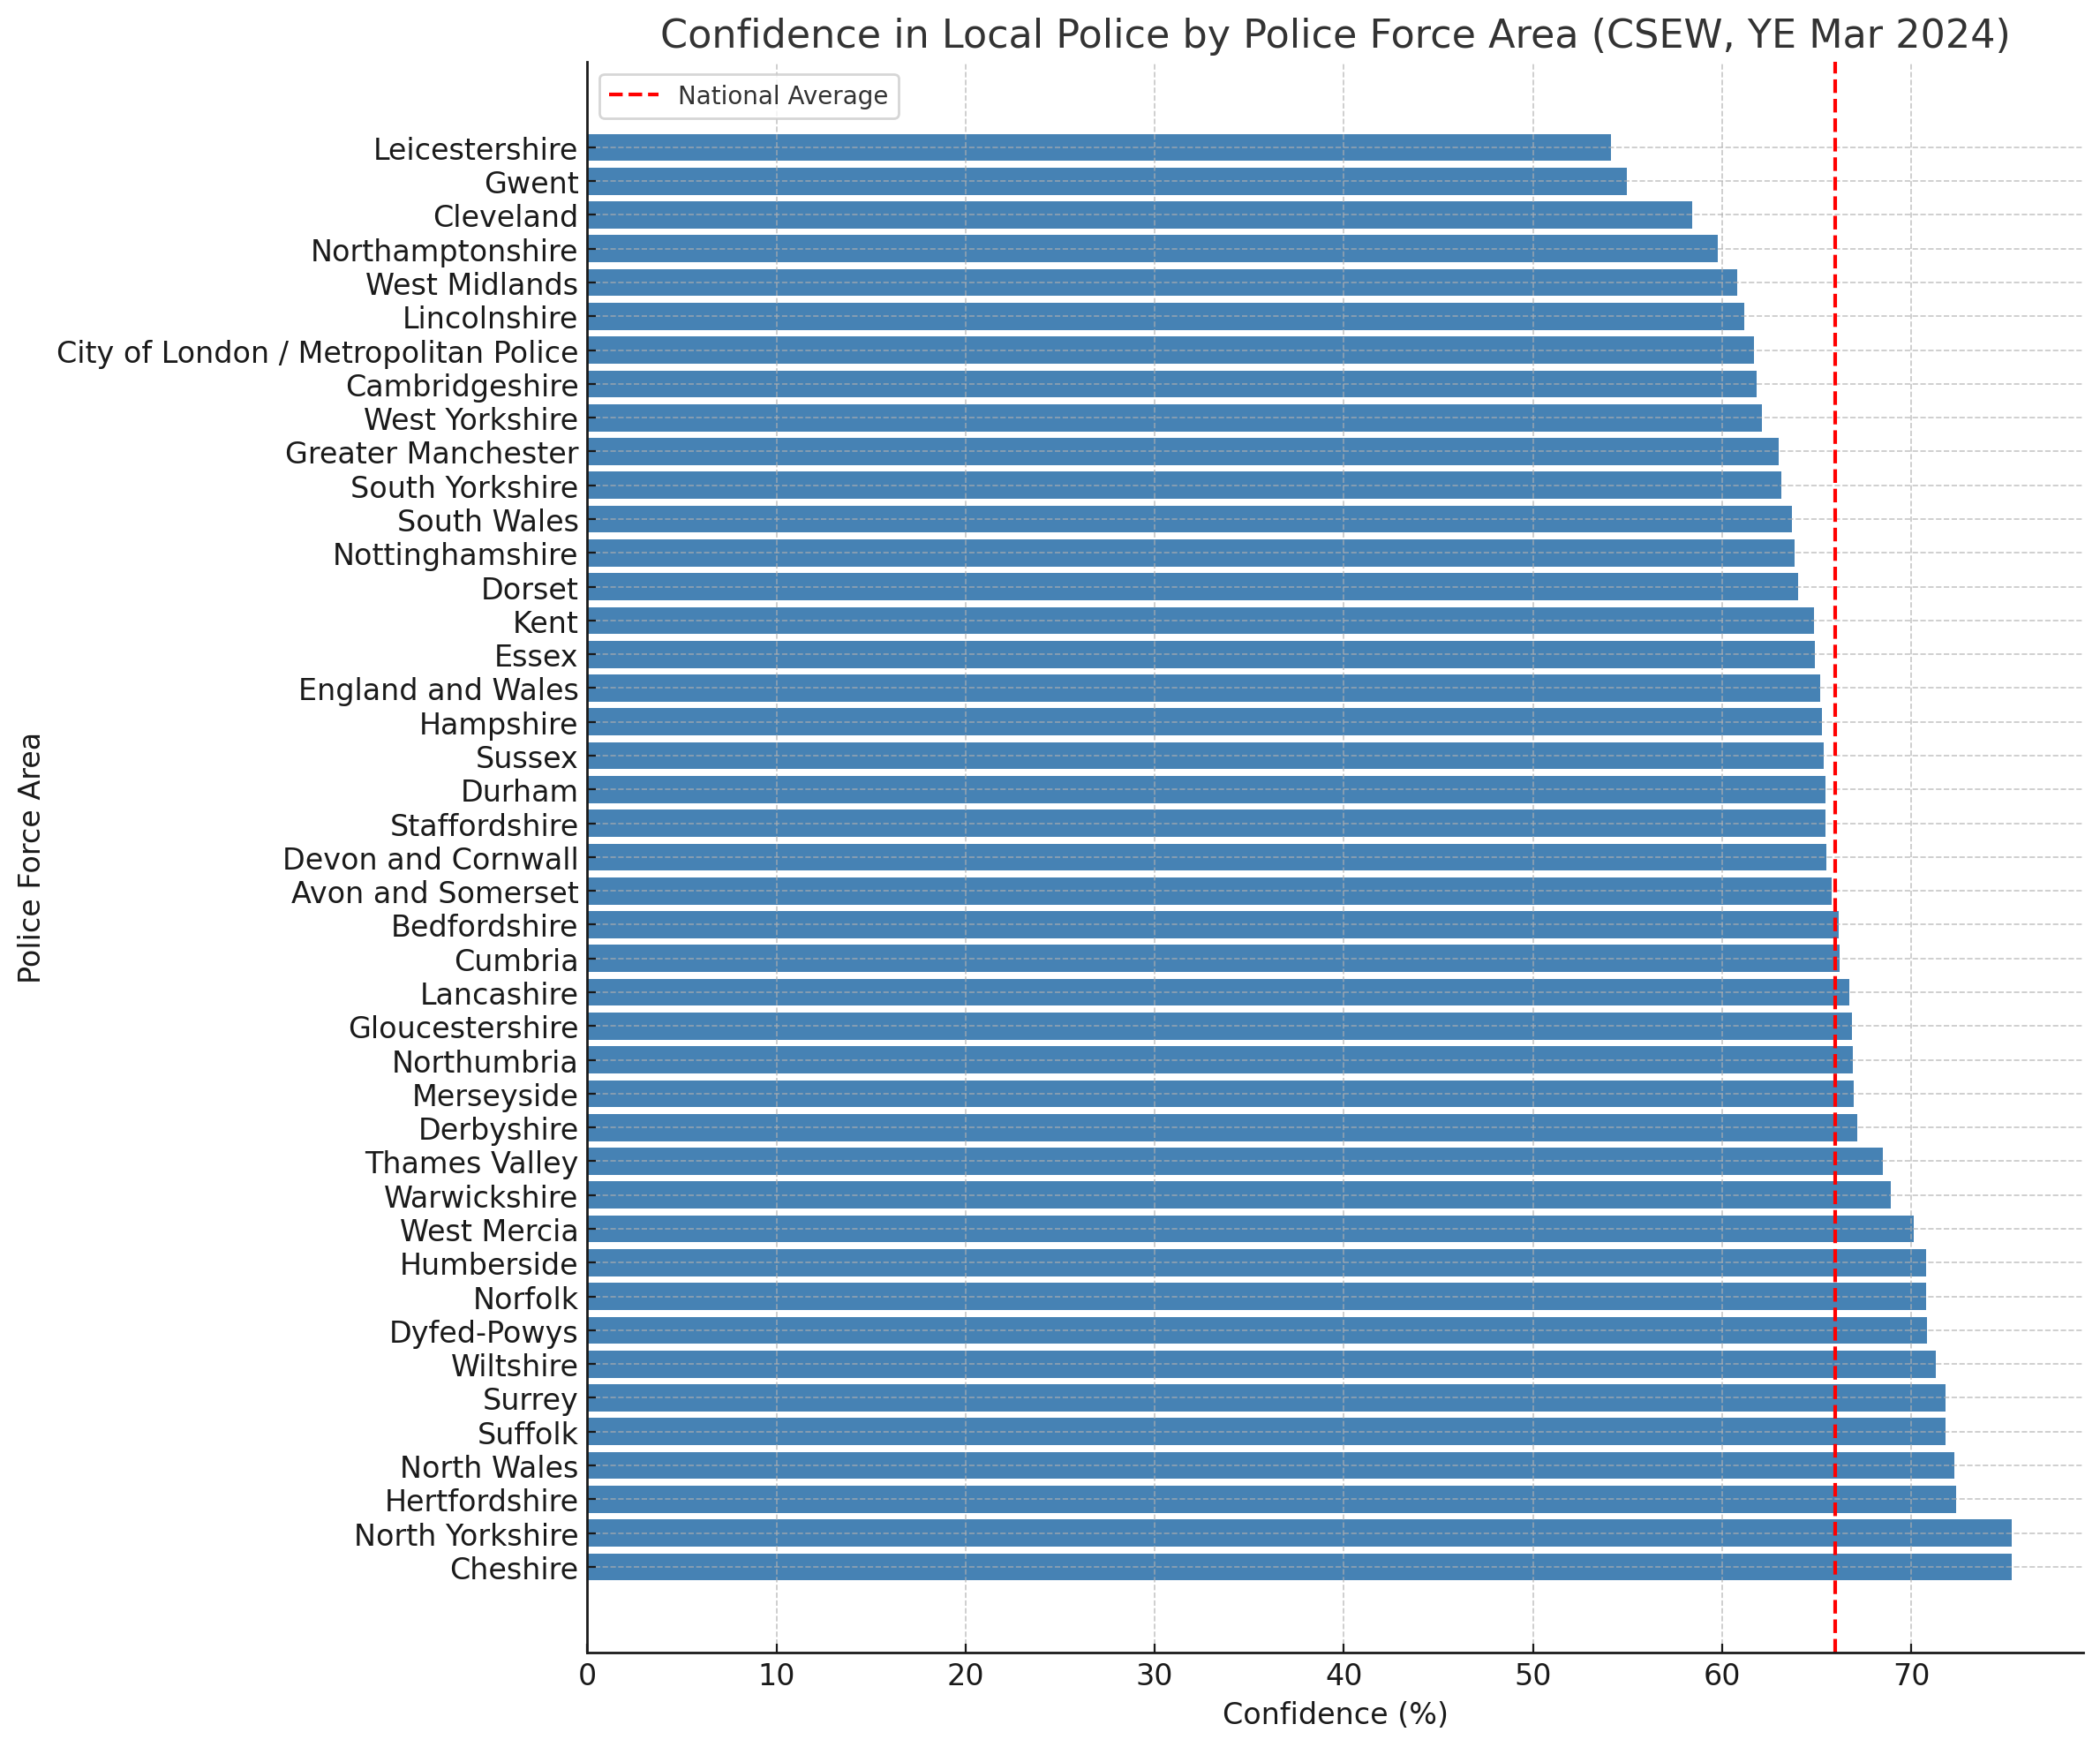 Confidence in Local Police by Police Force Area (CSEW, YE Mar 2024)
National Average
Leicestershire
Gwent
Cleveland
Northamptonshire
West Midlands
Lincolnshire
City of London / Metropolitan Police
Cambridgeshire
West Yorkshire
Greater Manchester
South Yorkshire
South Wales
Nottinghamshire
Dorset
Kent
Essex
England and Wales
Hampshire
Sussex
Durham
Staffordshire
Devon and Cornwall
Avon and Somerset
Bedfordshire
Cumbria
Lancashire
Gloucestershire
Northumbria
Merseyside
Derbyshire
Thames Valley
Warwickshire
West Mercia
Humberside
Norfolk
Dyfed-Powys
Wiltshire
Surrey
Suffolk
North Wales
Hertfordshire
North Yorkshire
Cheshire
Police Force Area
0 10 20 30 40 50 60 70
Confidence (%)